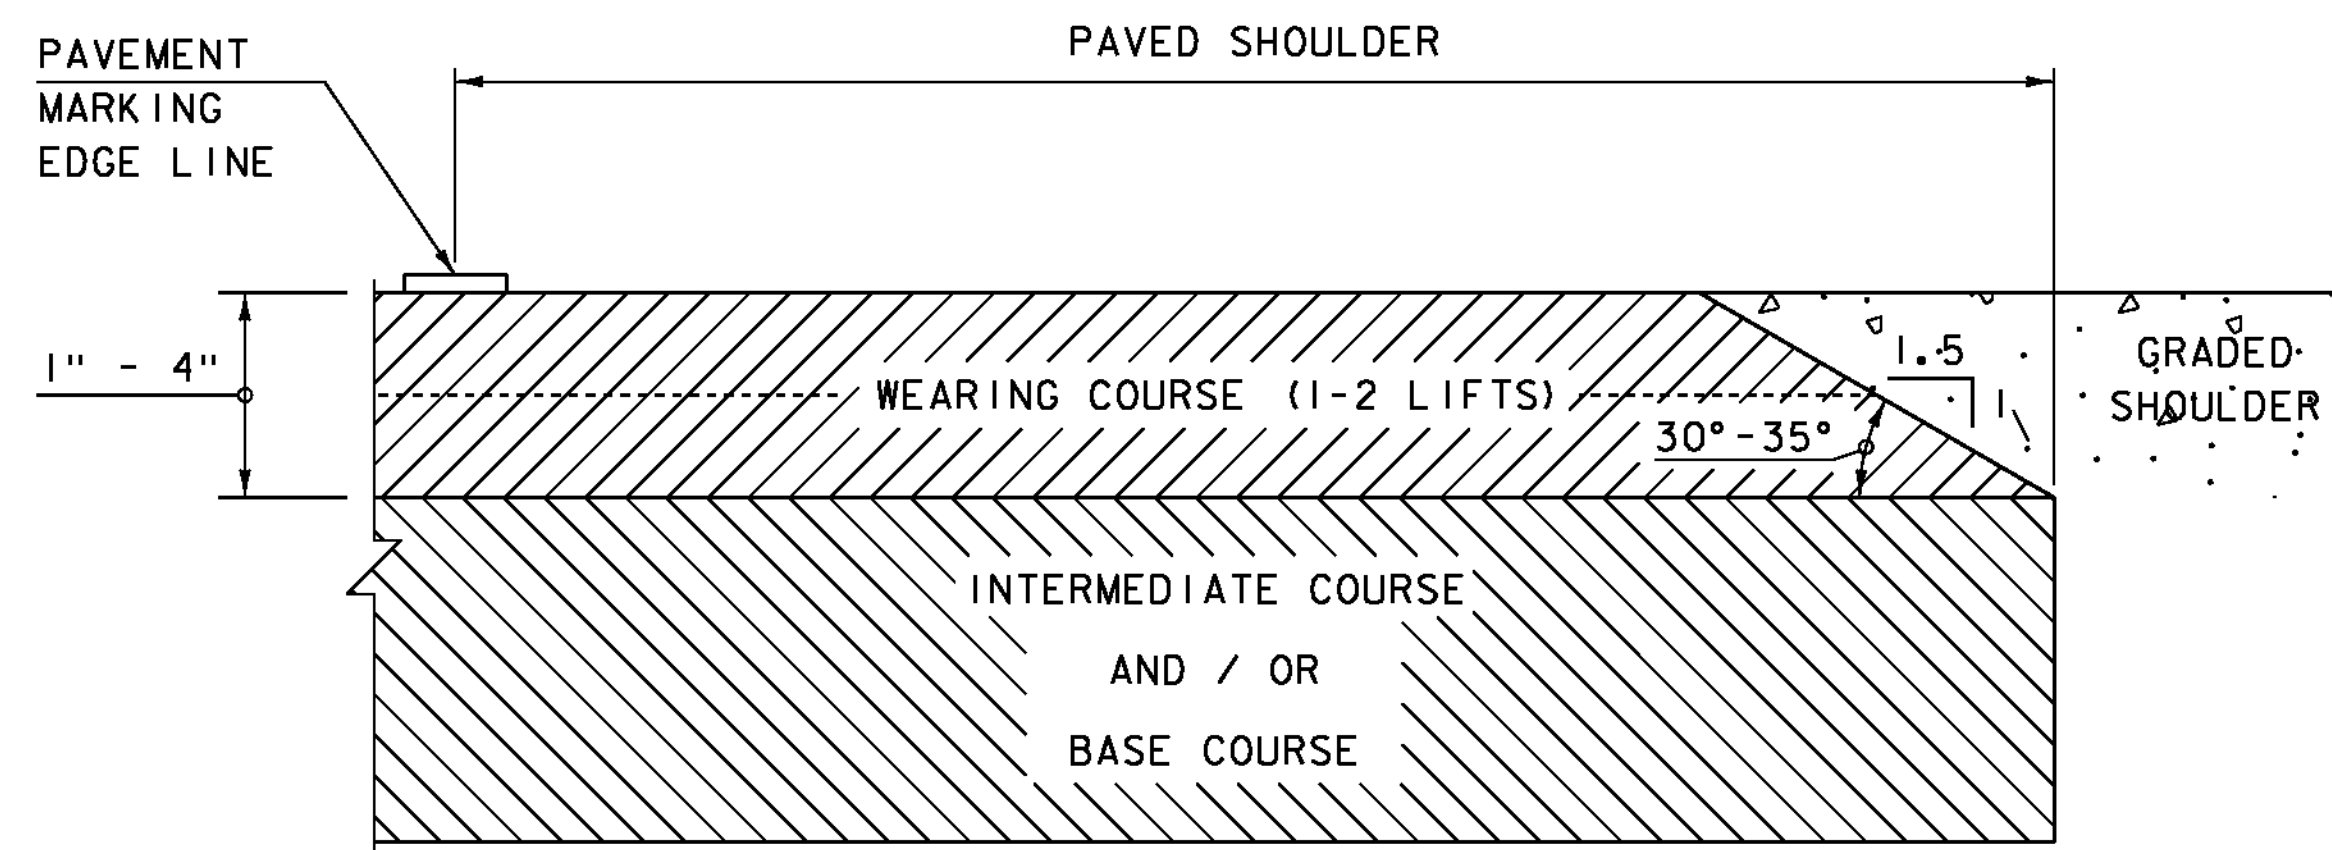 PAVEMENT
MARKING
EDGE LINE
PAVED SHOULDER
1" - 4"
WEARING COURSE (1-2 LIFTS)
30°-35°
1.5
1
GRADED
SHOULDER
INTERMEDIATE COURSE
AND / OR
BASE COURSE